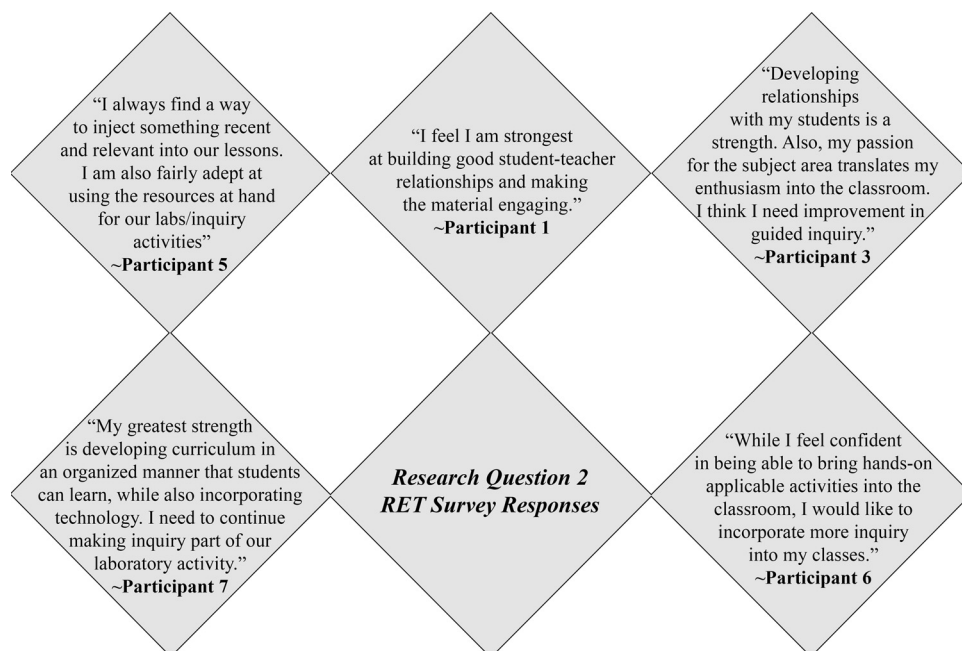 “I always find a way
to inject something recent
and relevant into our lessons.
I am also fairly adept at
using the resources at hand
for our labs/inquiry
activities”
~Participant 5
“I feel I am strongest
at building good student-teacher
relationships and making
the material engaging.”
~Participant 1
“Developing
relationships
with my students is a
strength. Also, my passion
for the subject area translates my
enthusiasm into the classroom.
I think I need improvement in
guided inquiry.”
~Participant 3
“My greatest strength
is developing curriculum in
an organized manner that students
can learn, while also incorporating
technology. I need to continue
making inquiry part of our
laboratory activity.”
~Participant 7
Research Question 2
RET Survey Responses
“While I feel confident
in being able to bring hands-on
applicable activities into the
classroom, I would like to
incorporate more inquiry
into my classes.”
~Participant 6